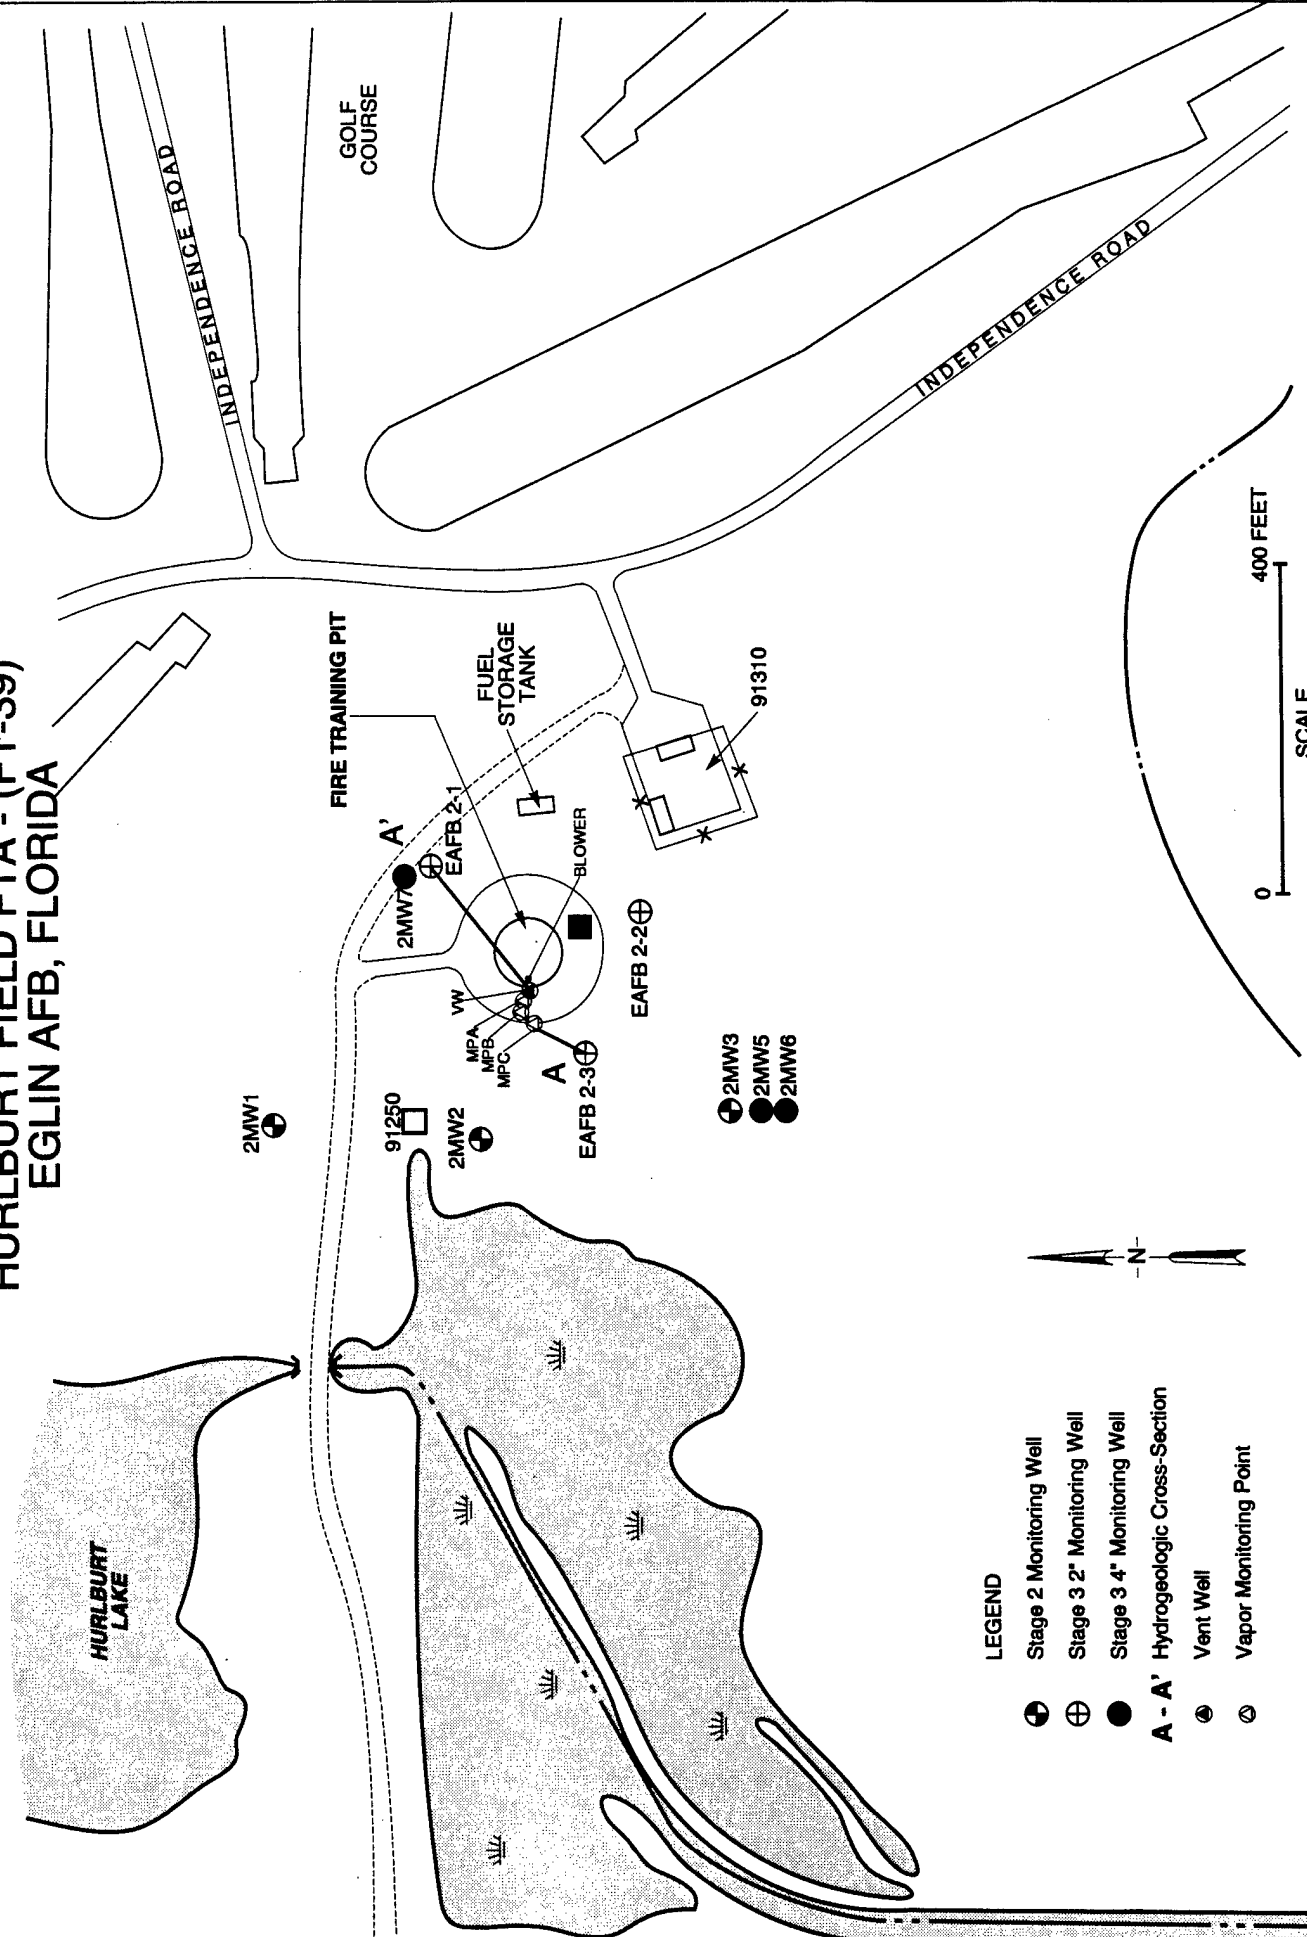 HURLBURT FIELD FTA - (FT-39)
EGLIN AFB, FLORIDA
HURLBURT
LAKE
INDEPENDENCE ROAD
GOLF
COURSE
INDEPENDENCE ROAD
FIRE TRAINING PIT
FUEL
STORAGE
TANK
2MW1
91250
2MW2
2MW7
A'
EAFB 2-1
VW
MPA
MPB
MPC
BLOWER
A
EAFB 2-3
EAFB 2-2
91310
2MW3
2MW5
2MW6
N
LEGEND
Stage 2 Monitoring Well
Stage 3 2" Monitoring Well
Stage 3 4" Monitoring Well
A - A' Hydrogeologic Cross-Section
Vent Well
Vapor Monitoring Point
0
400 FEET
SCALE